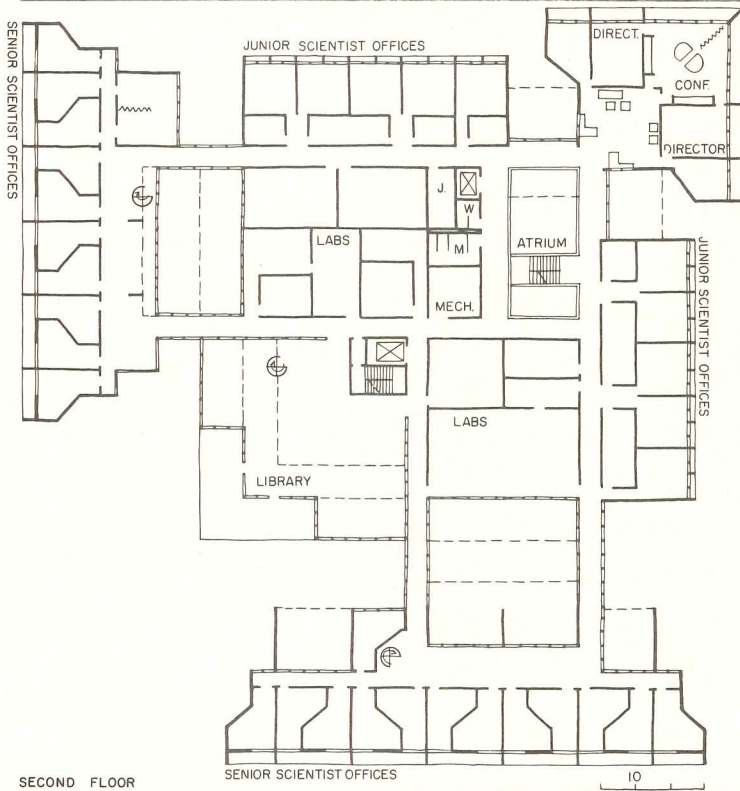 SENIOR SCIENTIST OFFICES
JUNIOR SCIENTIST OFFICES
DIRECT.
CONF.
DIRECTOR
J.
W
M
LABS
ATRIUM
MECH.
JUNIOR SCIENTIST OFFICES
LABS
LIBRARY
SECOND FLOOR
SENIOR SCIENTIST OFFICES
10